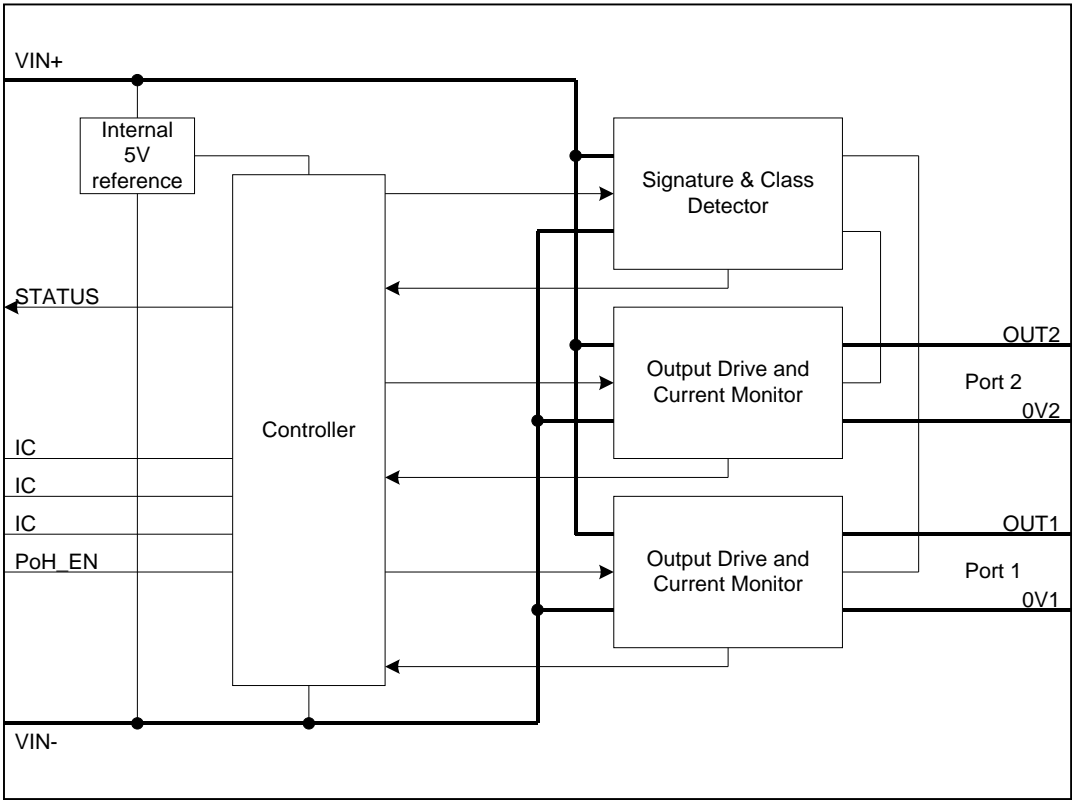 VIN+
Internal
5V
reference
Signature & Class
Detector
STATUS
OUT2
Output Drive and
Current Monitor
Port 2
0V2
Controller
IC
IC
IC
OUT1
PoH_EN
Output Drive and
Current Monitor
Port 1
0V1
VIN-